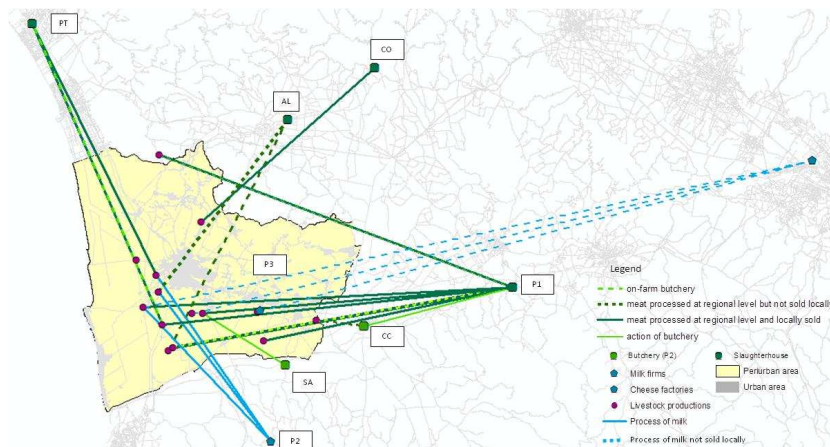 PT
CO
AL
P3
P1
CC
SA
P2
Legend
on-farm butchery
meat processed at regional level but not sold locally
meat processed at regional level and locally sold
action of butchery
Butchery (P2)
Slaughterhouse
Milk firms
Periurban area
Cheese factories
Urban area
Livestock productions
Process of milk
Process of milk not sold locally